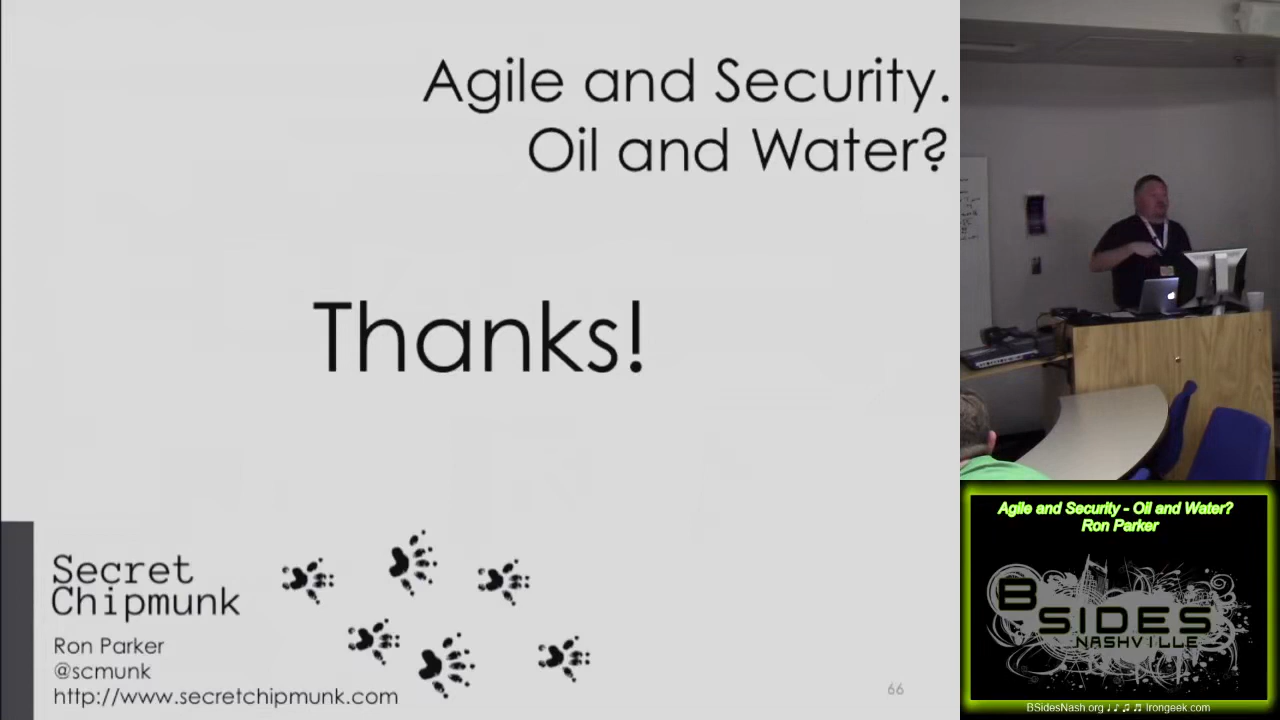 Agile and Security.
Oil and Water?
Thanks!
Secret
Chipmunk
Ron Parker
@scmunk
http://www.secretchipmunk.com
66
Agile and Security - Oil and Water?
Ron Parker
BSIDES
NASHVILLE
BSidesNash.org ♩♪♫♬ Irongeek.com